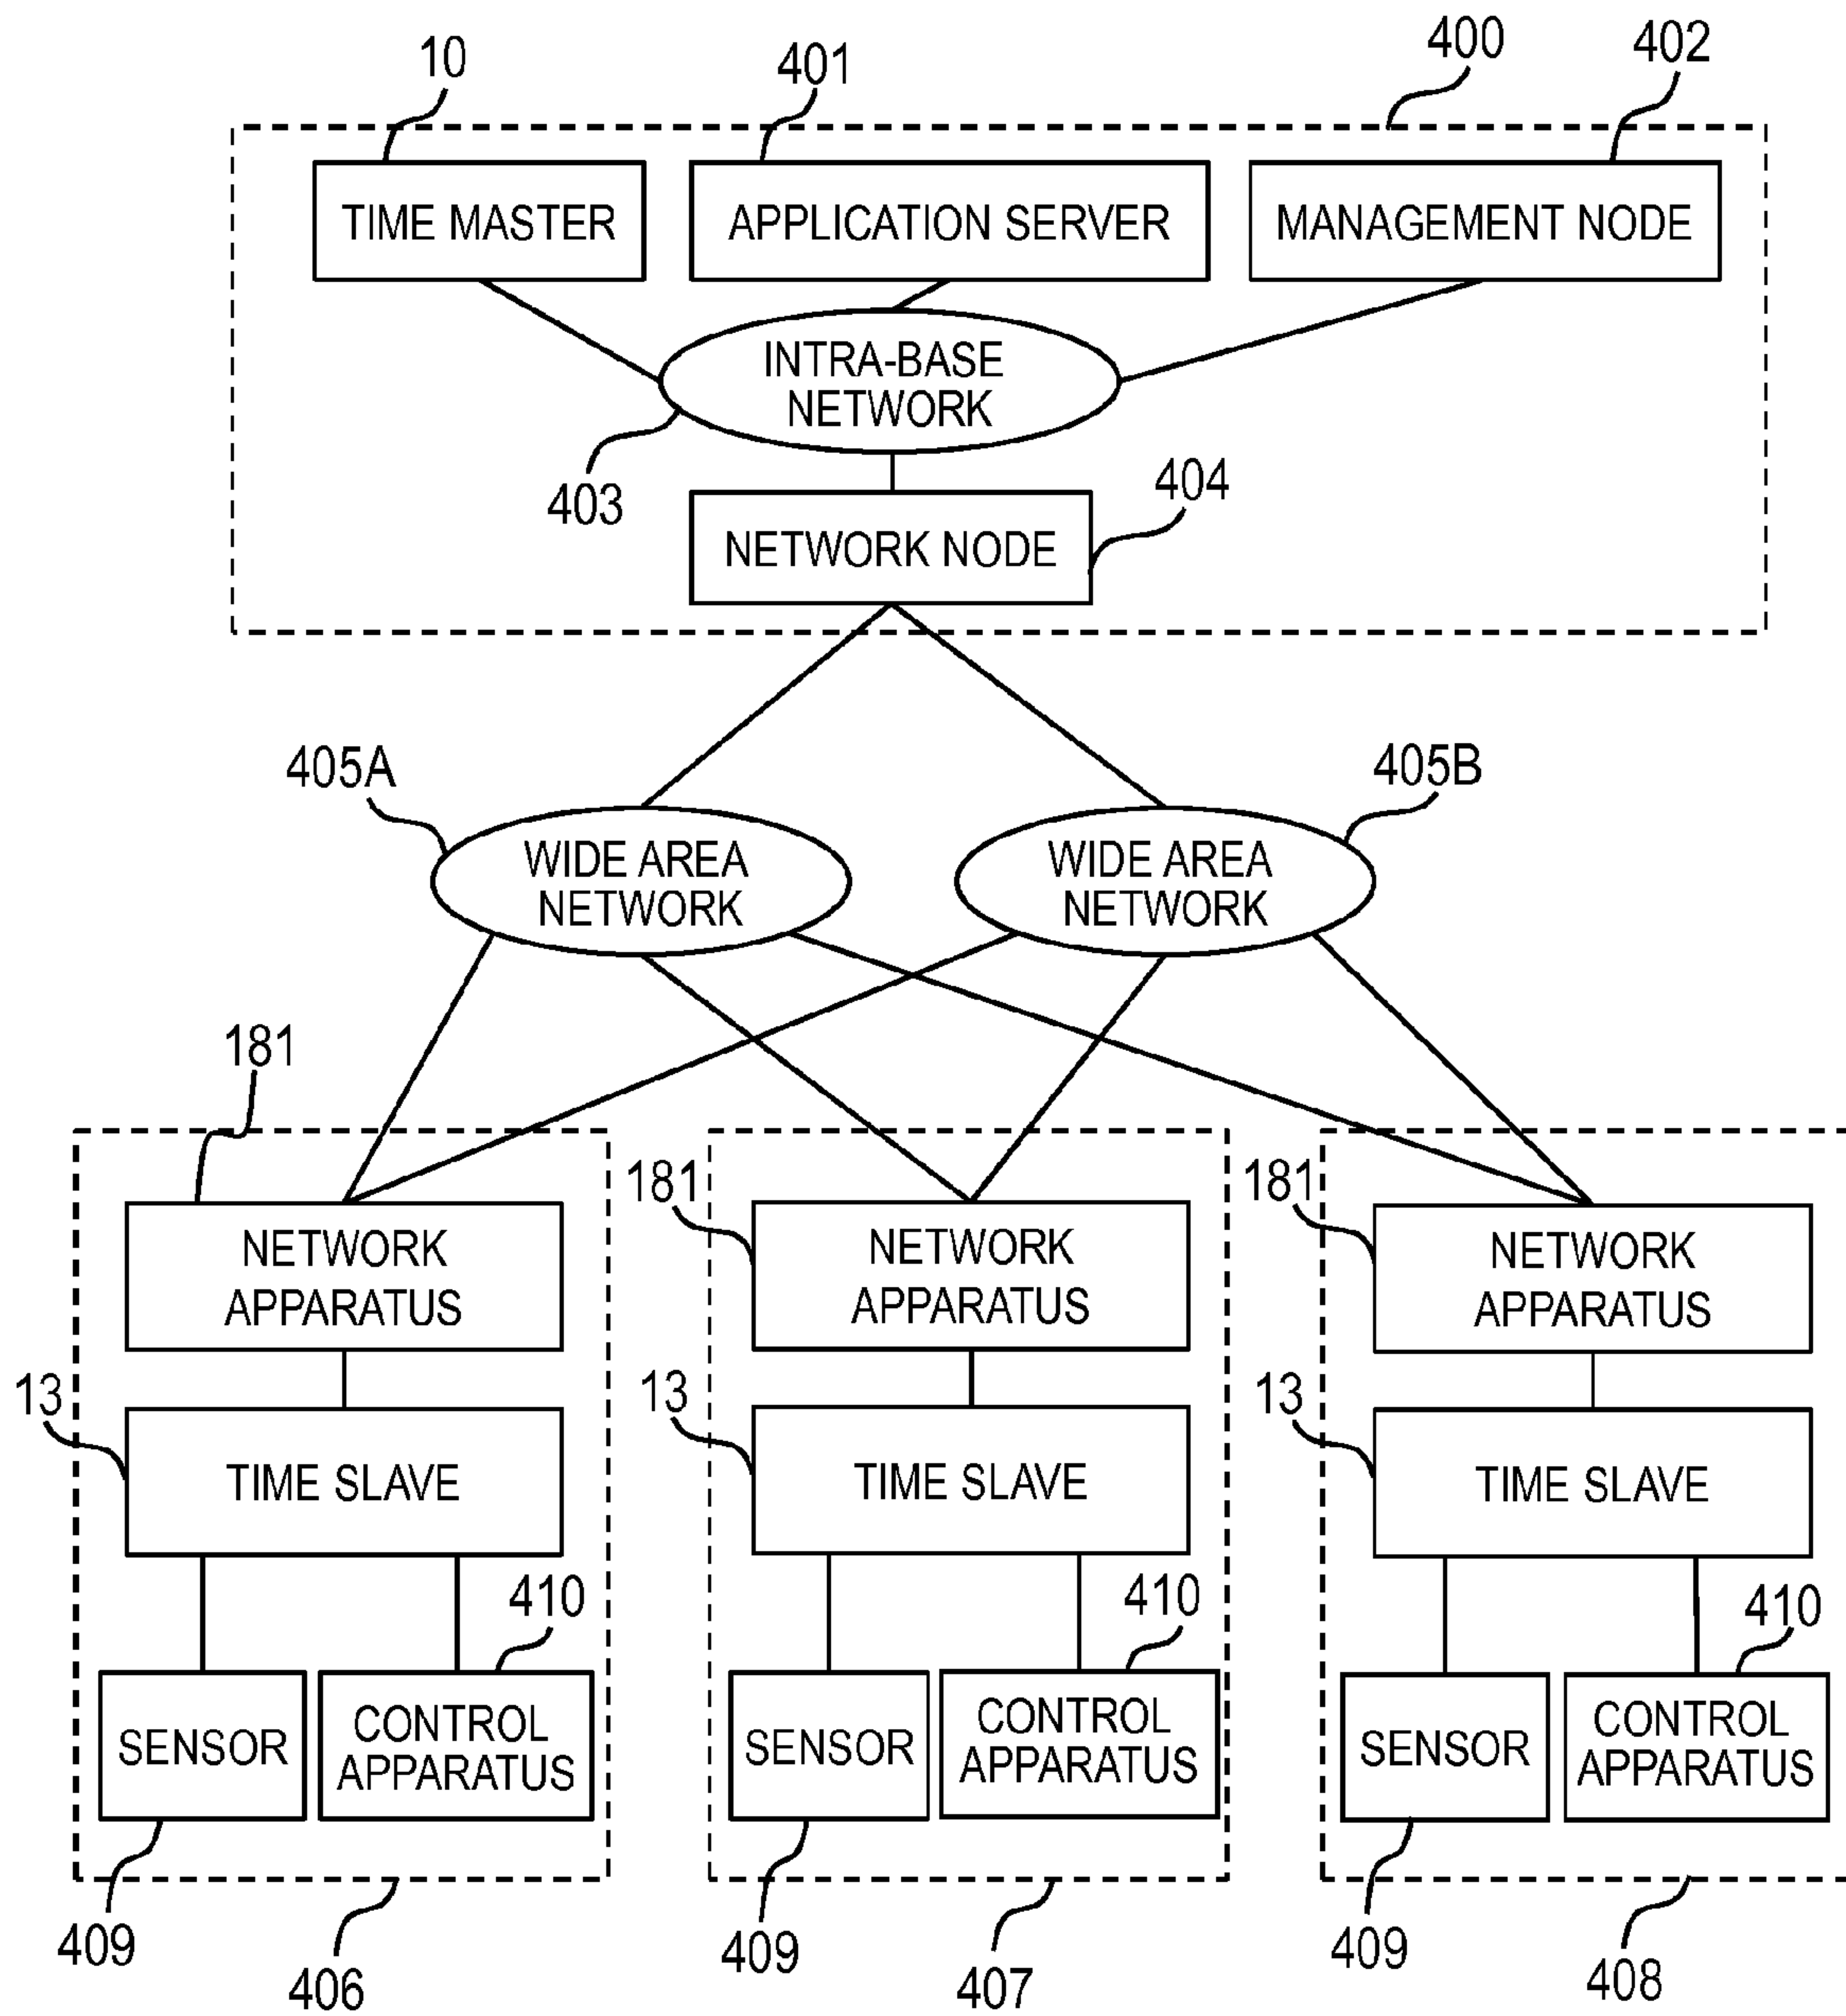 10
401
400
402
TIME MASTER
APPLICATION SERVER
MANAGEMENT NODE
INTRA-BASE
NETWORK
403
404
NETWORK NODE
405A
405B
WIDE AREA
NETWORK
WIDE AREA
NETWORK
181
181
181
NETWORK
APPARATUS
NETWORK
APPARATUS
NETWORK
APPARATUS
13
13
13
TIME SLAVE
TIME SLAVE
TIME SLAVE
410
410
410
SENSOR
CONTROL
APPARATUS
SENSOR
CONTROL
APPARATUS
SENSOR
CONTROL
APPARATUS
409
406
409
407
409
408